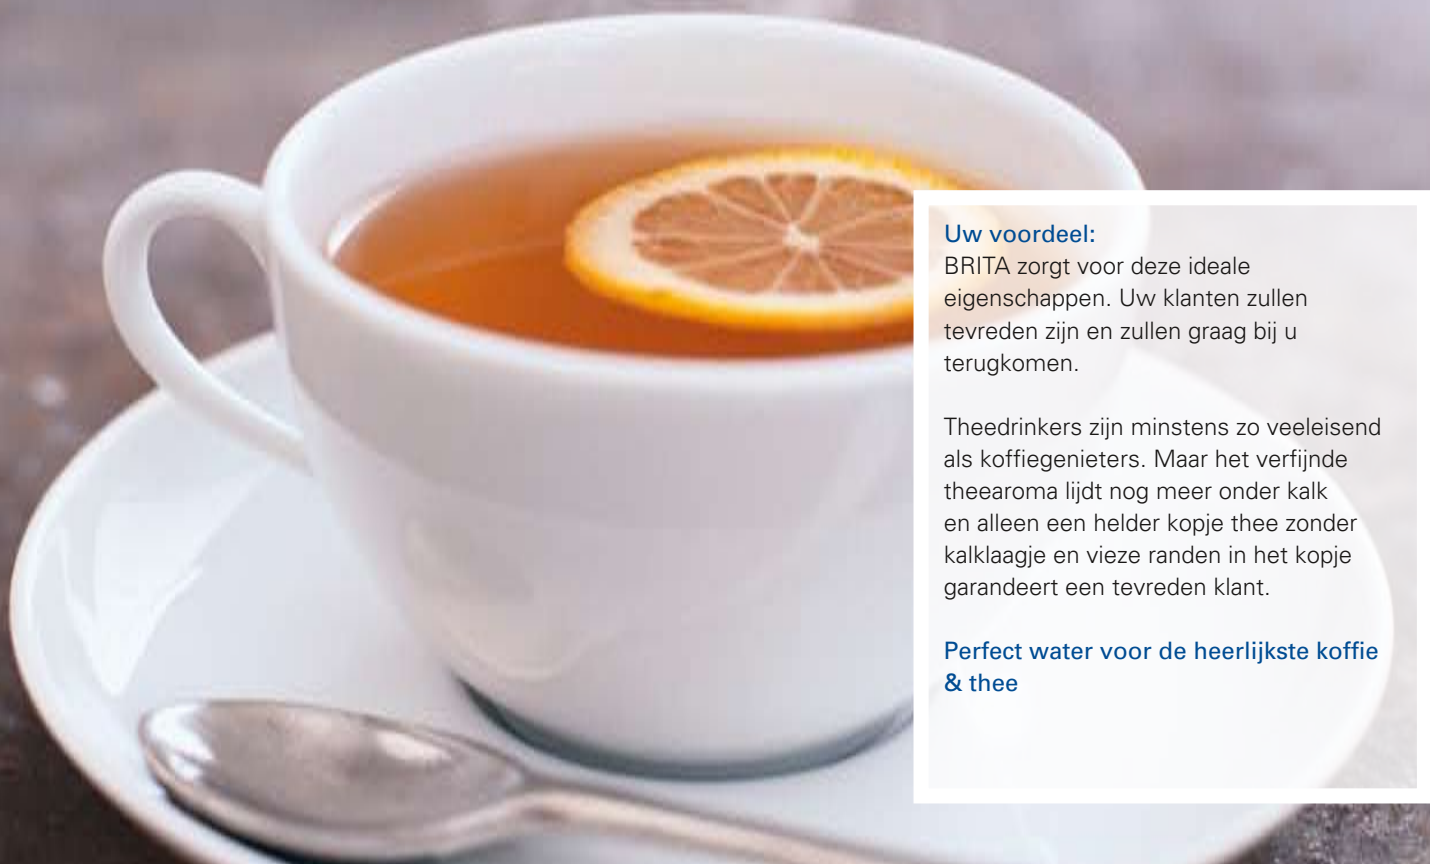 Uw voordeel:
BRITA zorgt voor deze ideale
eigenschappen. Uw klanten zullen
tevreden zijn en zullen graag bij u
terugkomen.
Theedrinkers zijn minstens zo veeleisend
als koffiegenieters. Maar het verfijnde
theearoma lijdt nog meer onder kalk
en alleen een helder kopje thee zonder
kalklaagje en vieze randen in het kopje
garandeert een tevreden klant.
Perfect water voor de heerlijkste koffie
& thee